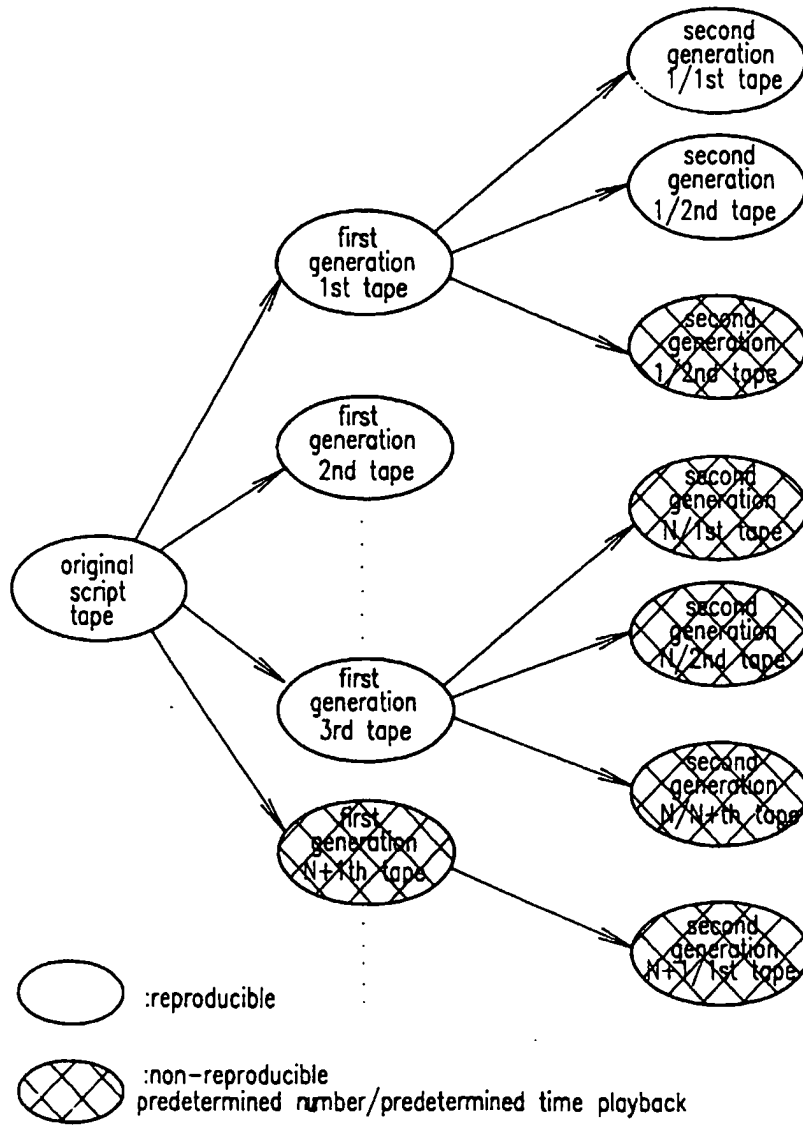 second
generation
1/1st tape
second
generation
1/2nd tape
first
generation
1st tape
second
generation
1/2nd tape
first
generation
2nd tape
second
generation
N/1st tape
original
script
tape
second
generation
N/2nd tape
first
generation
3rd tape
second
generation
N/N+th tape
first
generation
N+1th tape
second
generation
N+1/1st tape
:reproducible
:non-reproducible
predetermined number/predetermined time playback